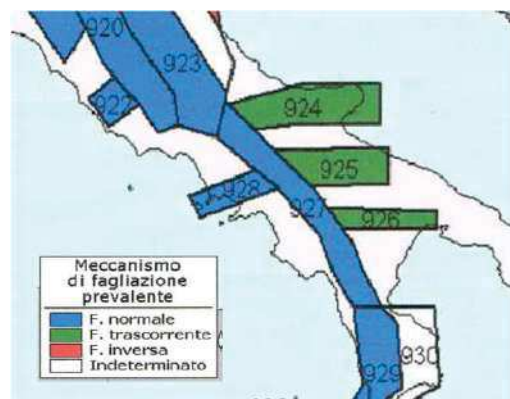 920
923
922
924
925
928
927
926
Meccanismo
di fagliazione
prevalente
F. normale
F. trascorrente
F. inversa
Indeterminato
930
929